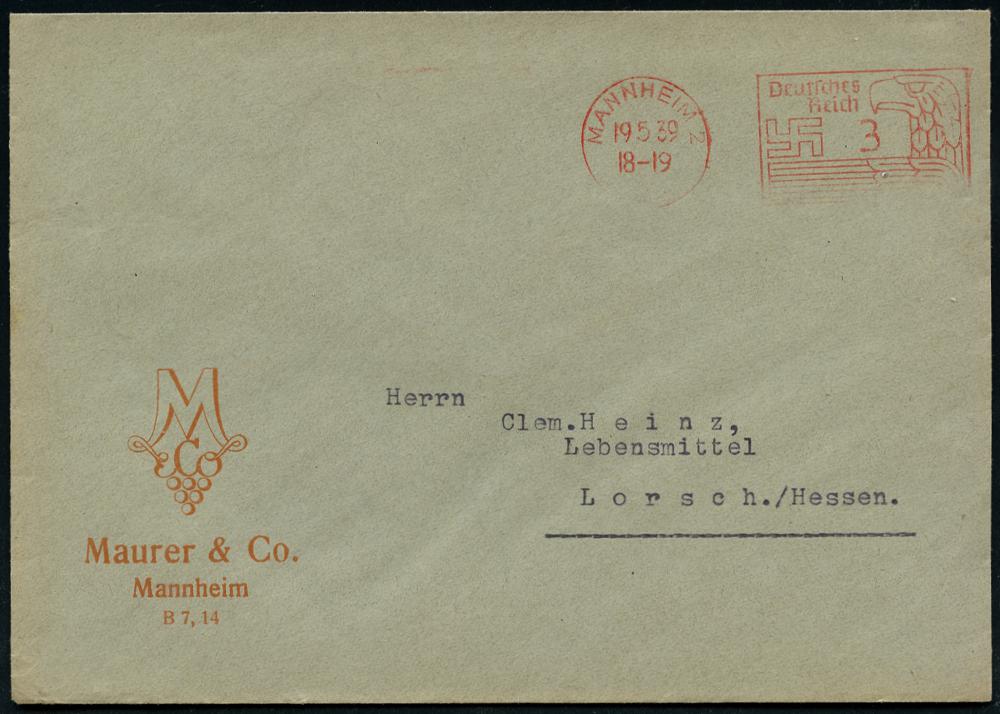 MANNHEIM 2
19 5 39
18-19
Deutsches
Reich
3
Herrn
Clem.H e i n z,
Lebensmittel
L o r s c h./Hessen.
M
& Co
Maurer & Co.
Mannheim
B 7, 14